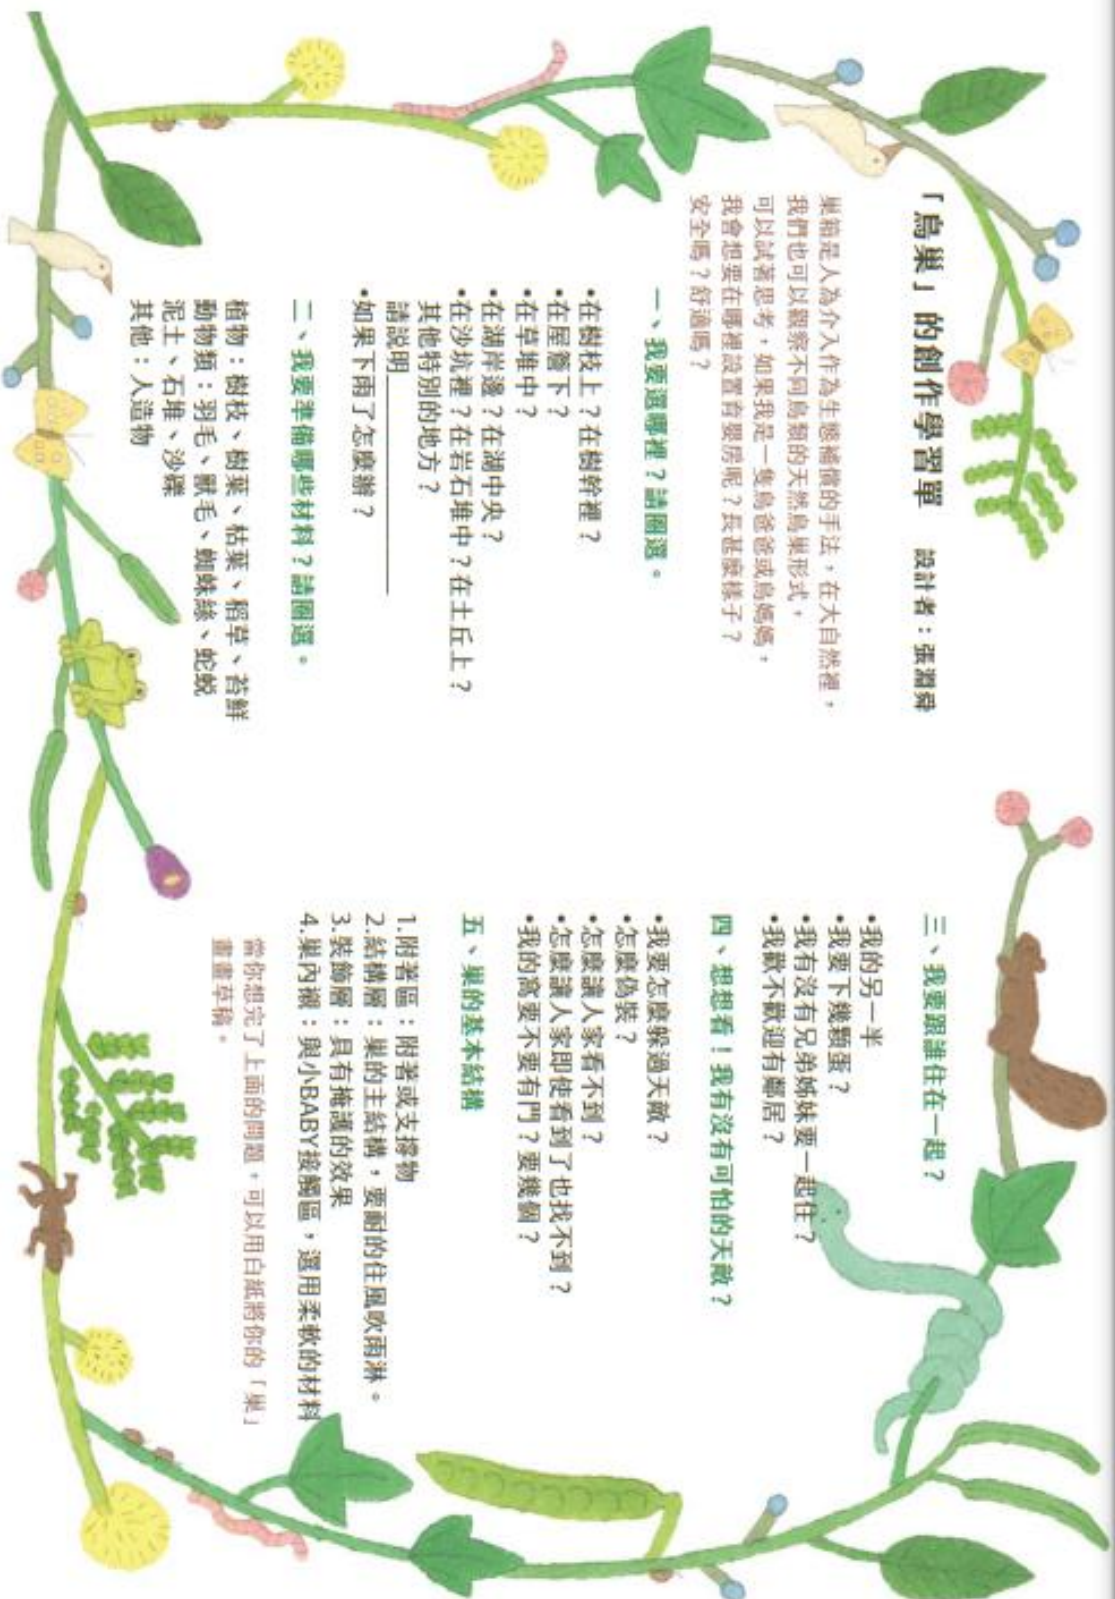 「鳥巢」的創作學習單　設計者：張淵舜
巢箱是人為介入作為生態補償的手法，在大自然裡，
我們也可以觀察不同鳥類的天然鳥巢形式，
可以試著思考，如果我是一隻鳥爸爸或鳥媽媽，
我會想要在哪裡設置育嬰房呢？長甚麼樣子？
安全嗎？舒適嗎？
一、我要選哪裡？請圈選。
•在樹枝上？在樹幹裡？
•在屋簷下？
•在草堆中？
•在湖岸邊？在湖中央？
•在沙坑裡？在岩石堆中？在土丘上？
其他特別的地方？
請說明
•如果下雨了怎麼辦？
二、我要準備哪些材料？請圈選。
植物：樹枝、樹葉、枯葉、稻草、苔鮮
動物類：羽毛、獸毛、蜘蛛絲、蛇蛻
泥土、石堆、沙礫
其他：人造物
三、我要跟誰住在一起？
•我的另一半
•我要下幾顆蛋？
•我有沒有兄弟姊妹要一起住？
•我歡不歡迎有鄰居？
四、想想看！我有沒有可怕的天敵？
•我要怎麼躲過天敵？
•怎麼偽裝？
•怎麼讓人家看不到？
•怎麼讓人家即使看到了也找不到？
•我的窩要不要有門？要幾個？
五、巢的基本結構
1.附著區：附著或支撐物
2.結構層：巢的主結構，要耐的住風吹雨淋。
3.裝飾層：具有掩護的效果
4.巢內襯：與小BABY接觸區，選用柔軟的材料
當你想完了上面的問題，可以用白紙將你的「巢」
畫畫草稿。